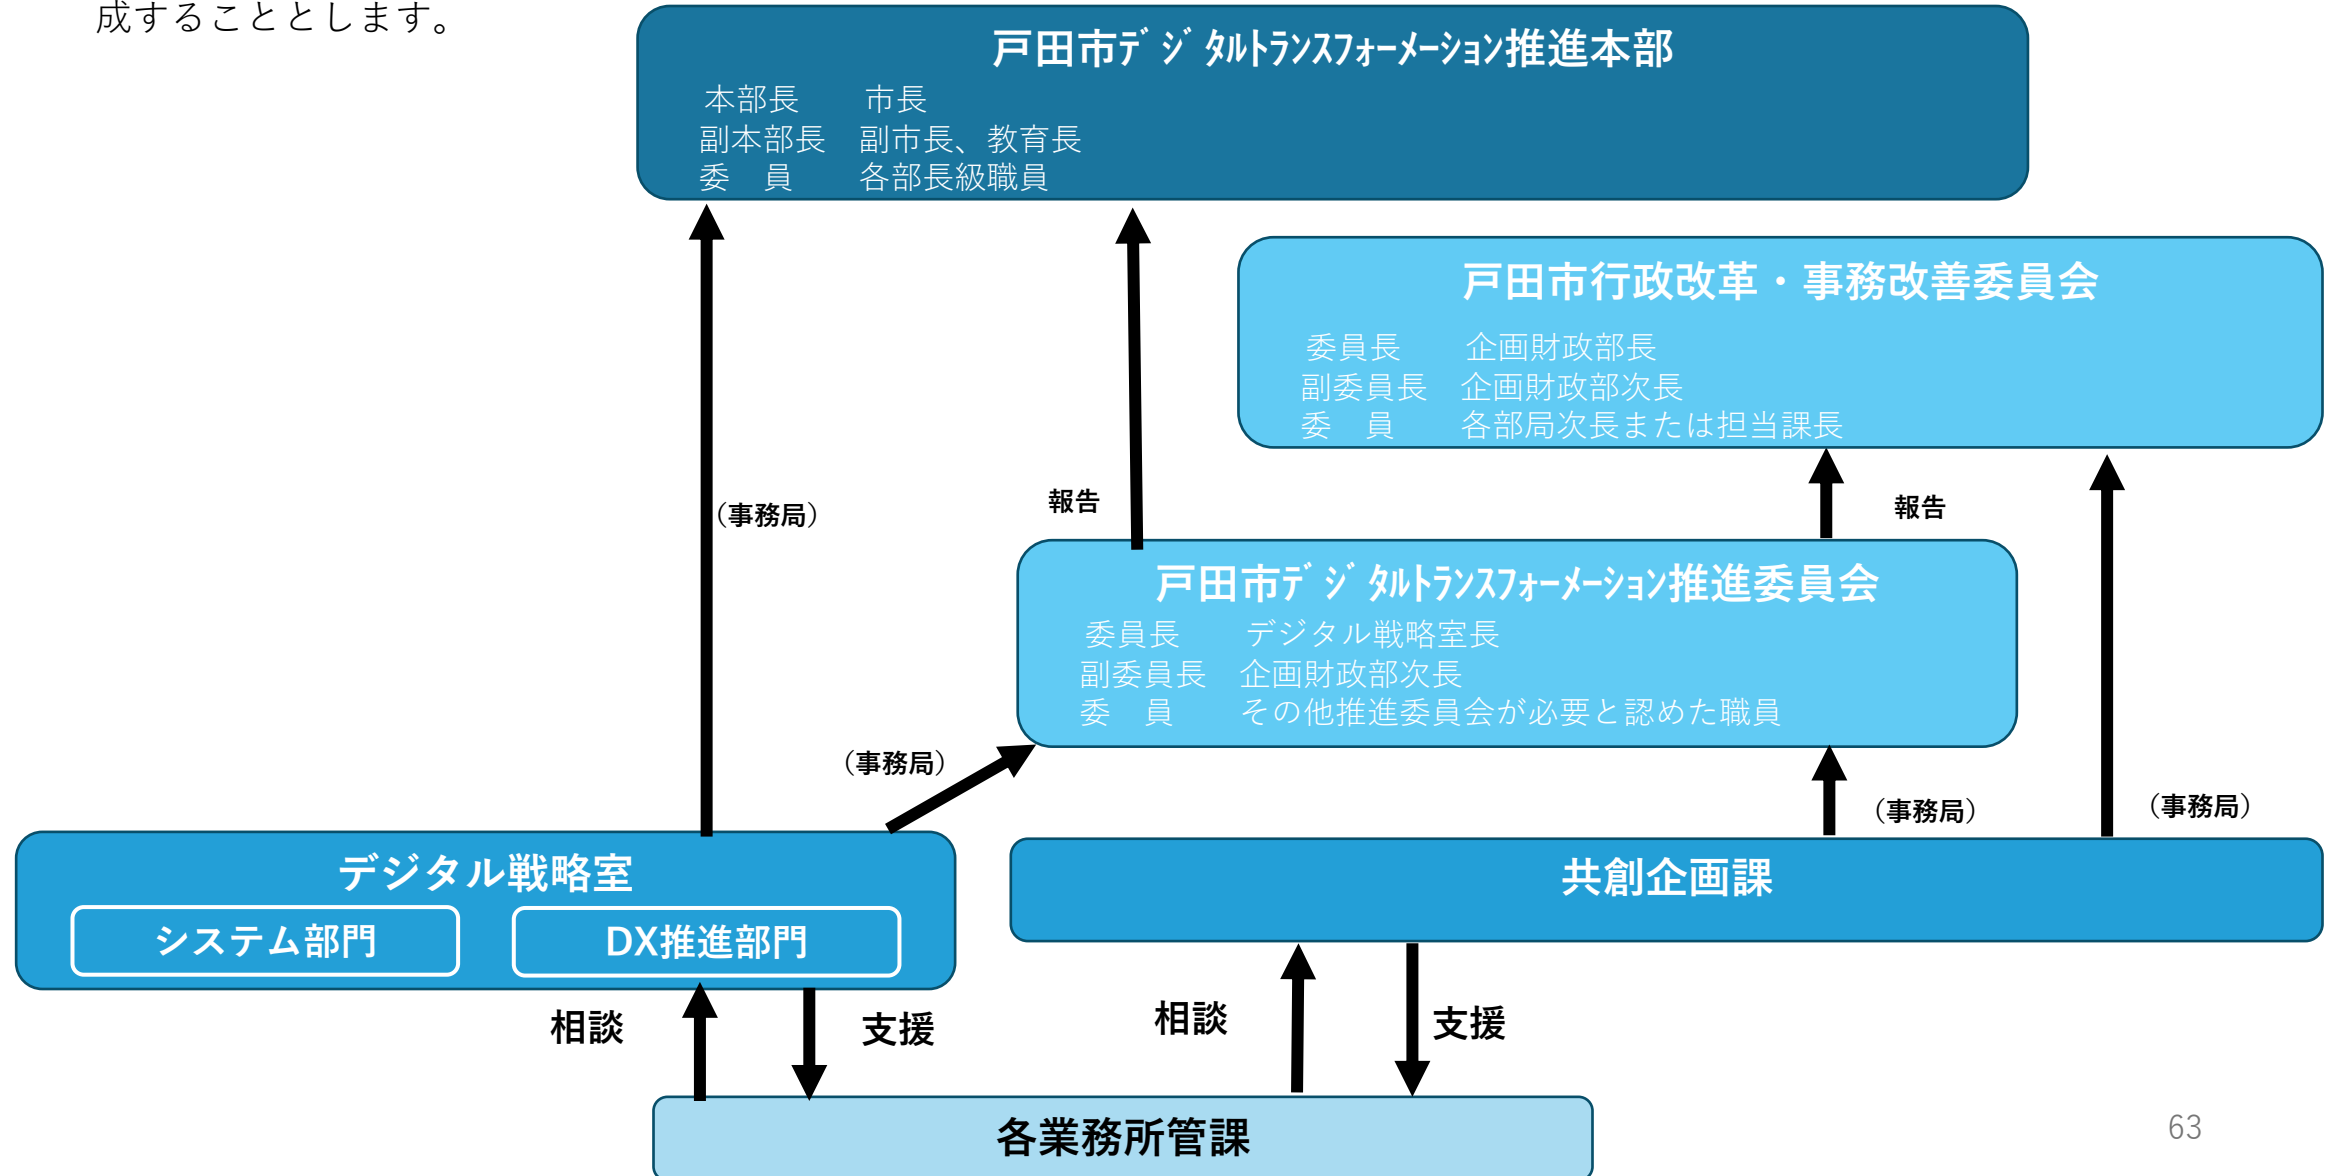 成することとします。
戸田市ﾃﾞｼﾞﾀﾙﾄﾗﾝｽﾌｫｰﾒｰｼｮﾝ推進本部
本部長　　市長
副本部長　副市長、教育長
委　員　　各部長級職員
戸田市行政改革・事務改善委員会
委員長　　企画財政部長
副委員長　企画財政部次長
委　員　　各部局次長または担当課長
（事務局）
報告
報告
戸田市ﾃﾞｼﾞﾀﾙﾄﾗﾝｽﾌｫｰﾒｰｼｮﾝ推進委員会
委員長　　デジタル戦略室長
副委員長　企画財政部次長
委　員　　その他推進委員会が必要と認めた職員
（事務局）
（事務局）
（事務局）
デジタル戦略室
システム部門
DX推進部門
共創企画課
相談
支援
相談
支援
各業務所管課
63